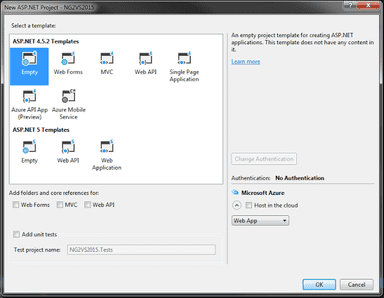 New ASP.NET Project - NG2VS2015
Select a template:
ASP.NET 4.5.2 Templates
Empty
Web Forms
MVC
Web API
Single Page
Application
Azure API App
(Preview)
Azure Mobile
Service
ASP.NET 5 Templates
Empty
Web API
Web
Application
Add folders and core references for:
Web Forms
MVC
Web API
Add unit tests
Test project name:
NG2VS2015.Tests
An empty project template for creating ASP.NET
applications. This template does not have any content in
it.
Learn more
Change Authentication
Authentication: No Authentication
Microsoft Azure
Host in the cloud
Web App
OK
Cancel